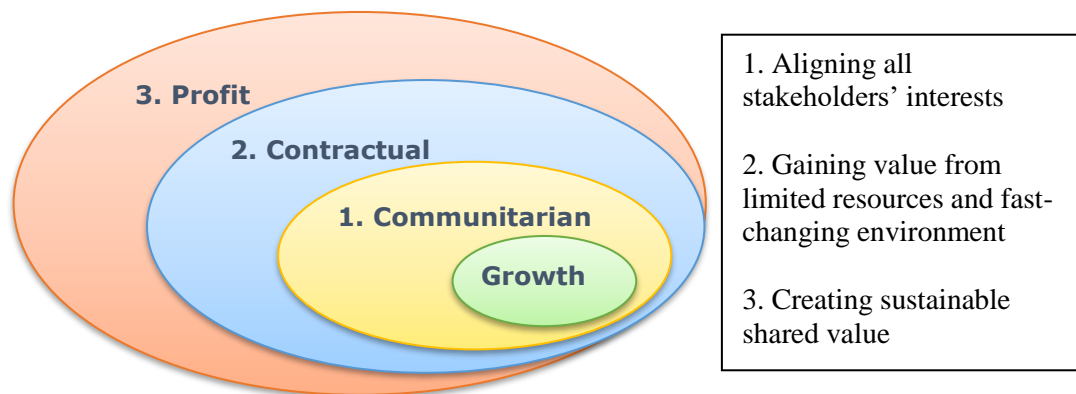 3. Profit
2. Contractual
1. Communitarian
Growth
1. Aligning all
stakeholders’ interests
2. Gaining value from
limited resources and fast-
changing environment
3. Creating sustainable
shared value